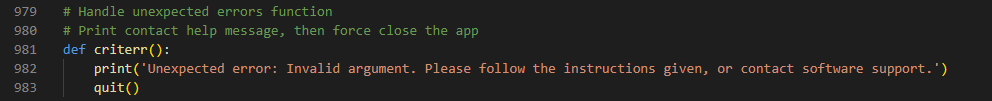 979 # Handle unexpected errors function
980 # Print contact help message, then force close the app
981 def criterr():
982     print('Unexpected error: Invalid argument. Please follow the instructions given, or contact software support.')
983     quit()